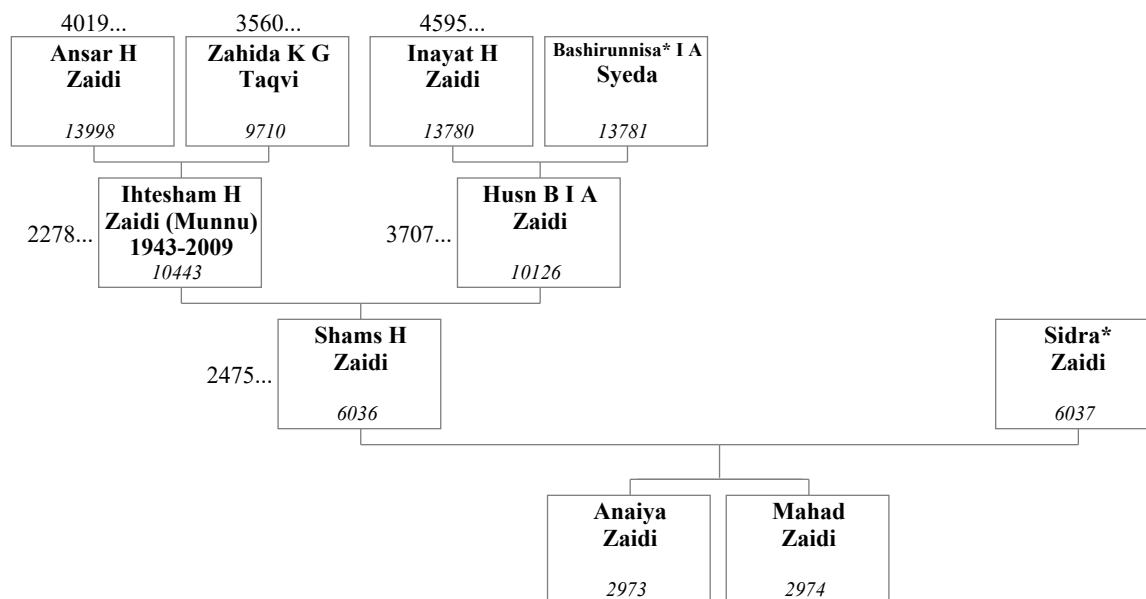 4019...
3560...
4595...
Ansar H
Zaidi
13998
Zahida K G
Taqvi
9710
Inayat H
Zaidi
13780
Bashirunnisa* I A
Syeda
13781
2278...
Ihtesham H
Zaidi (Munnu)
1943-2009
10443
3707...
Husn B I A
Zaidi
10126
2475...
Shams H
Zaidi
6036
Sidra*
Zaidi
6037
Anaiya
Zaidi
2973
Mahad
Zaidi
2974